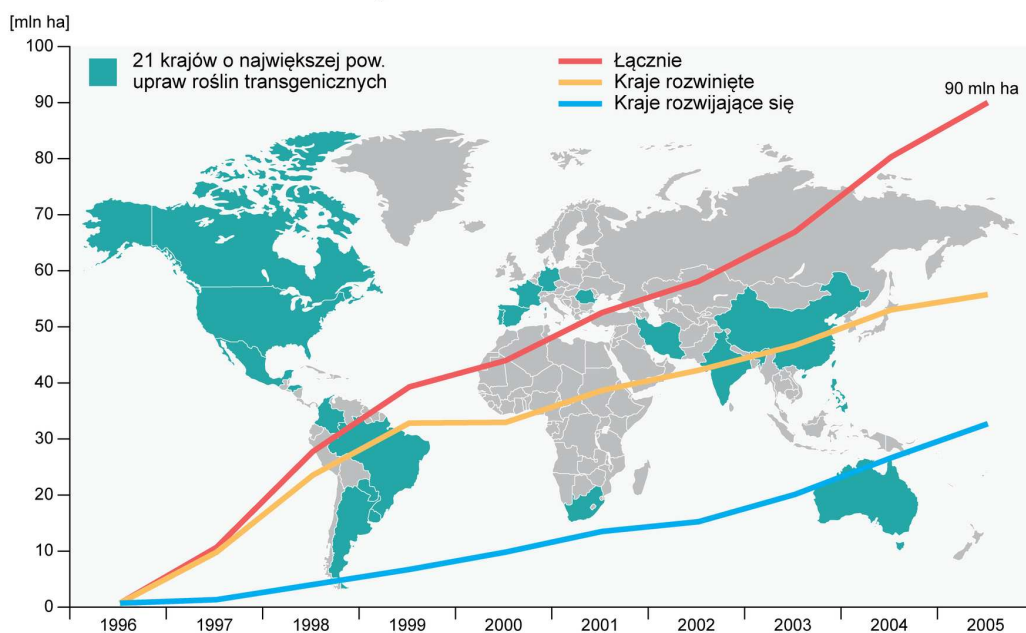 [mln ha]
100
90
80
70
60
50
40
30
20
10
0
21 krajów o największej pow.
upraw roślin transgenicznych
Łącznie
Kraje rozwinięte
Kraje rozwijające się
90 mln ha
1996 1997 1998 1999 2000 2001 2002 2003 2004 2005